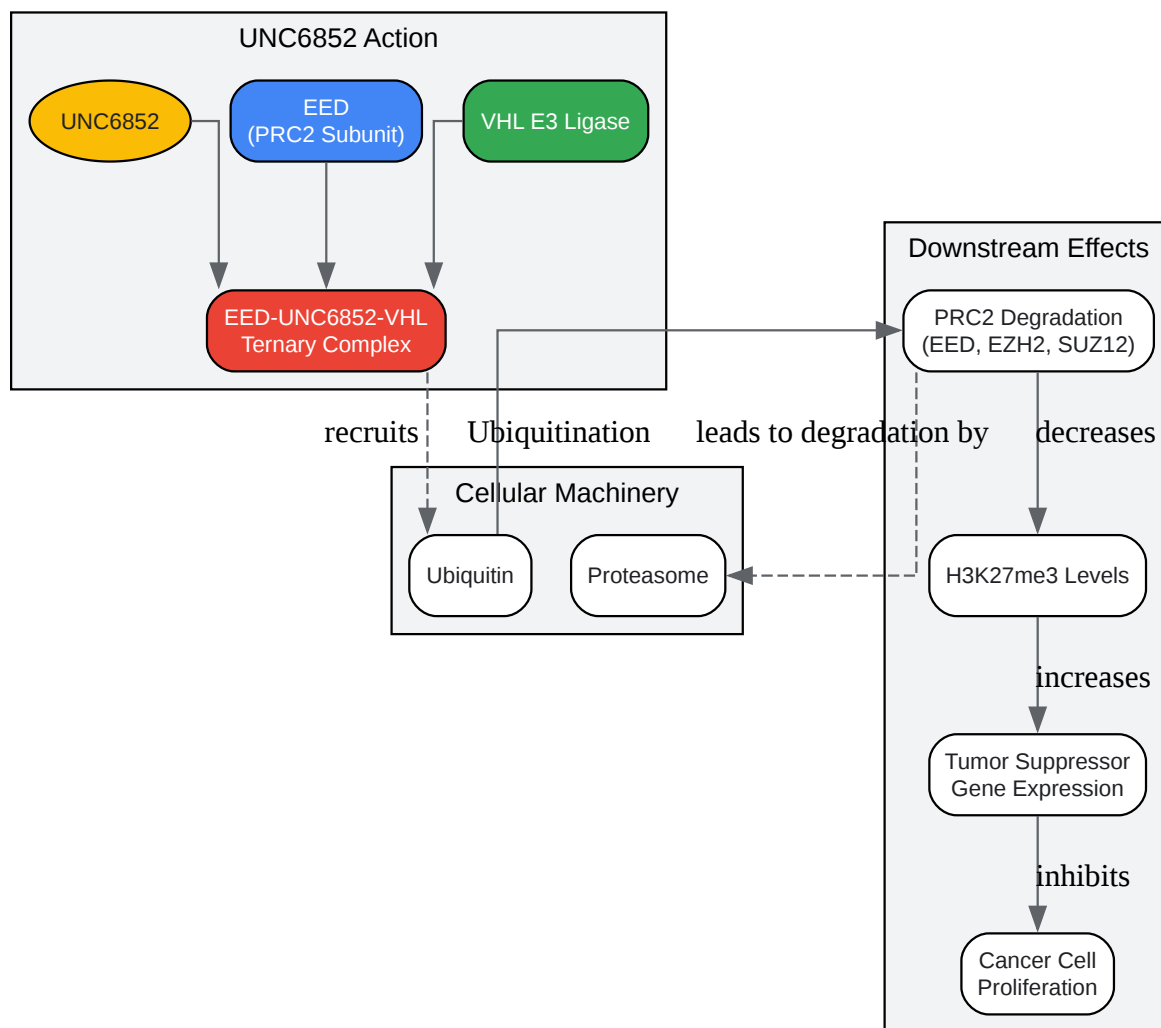 UNC6852 Action
UNC6852
EED
(PRC2 Subunit)
VHL E3 Ligase
EED-UNC6852-VHL
Ternary Complex
Downstream Effects
PRC2 Degradation
(EED, EZH2, SUZ12)
recruits
Ubiquitination
leads to degradation by
decreases
Cellular Machinery
Ubiquitin
Proteasome
H3K27me3 Levels
increases
Tumor Suppressor
Gene Expression
inhibits
Cancer Cell
Proliferation